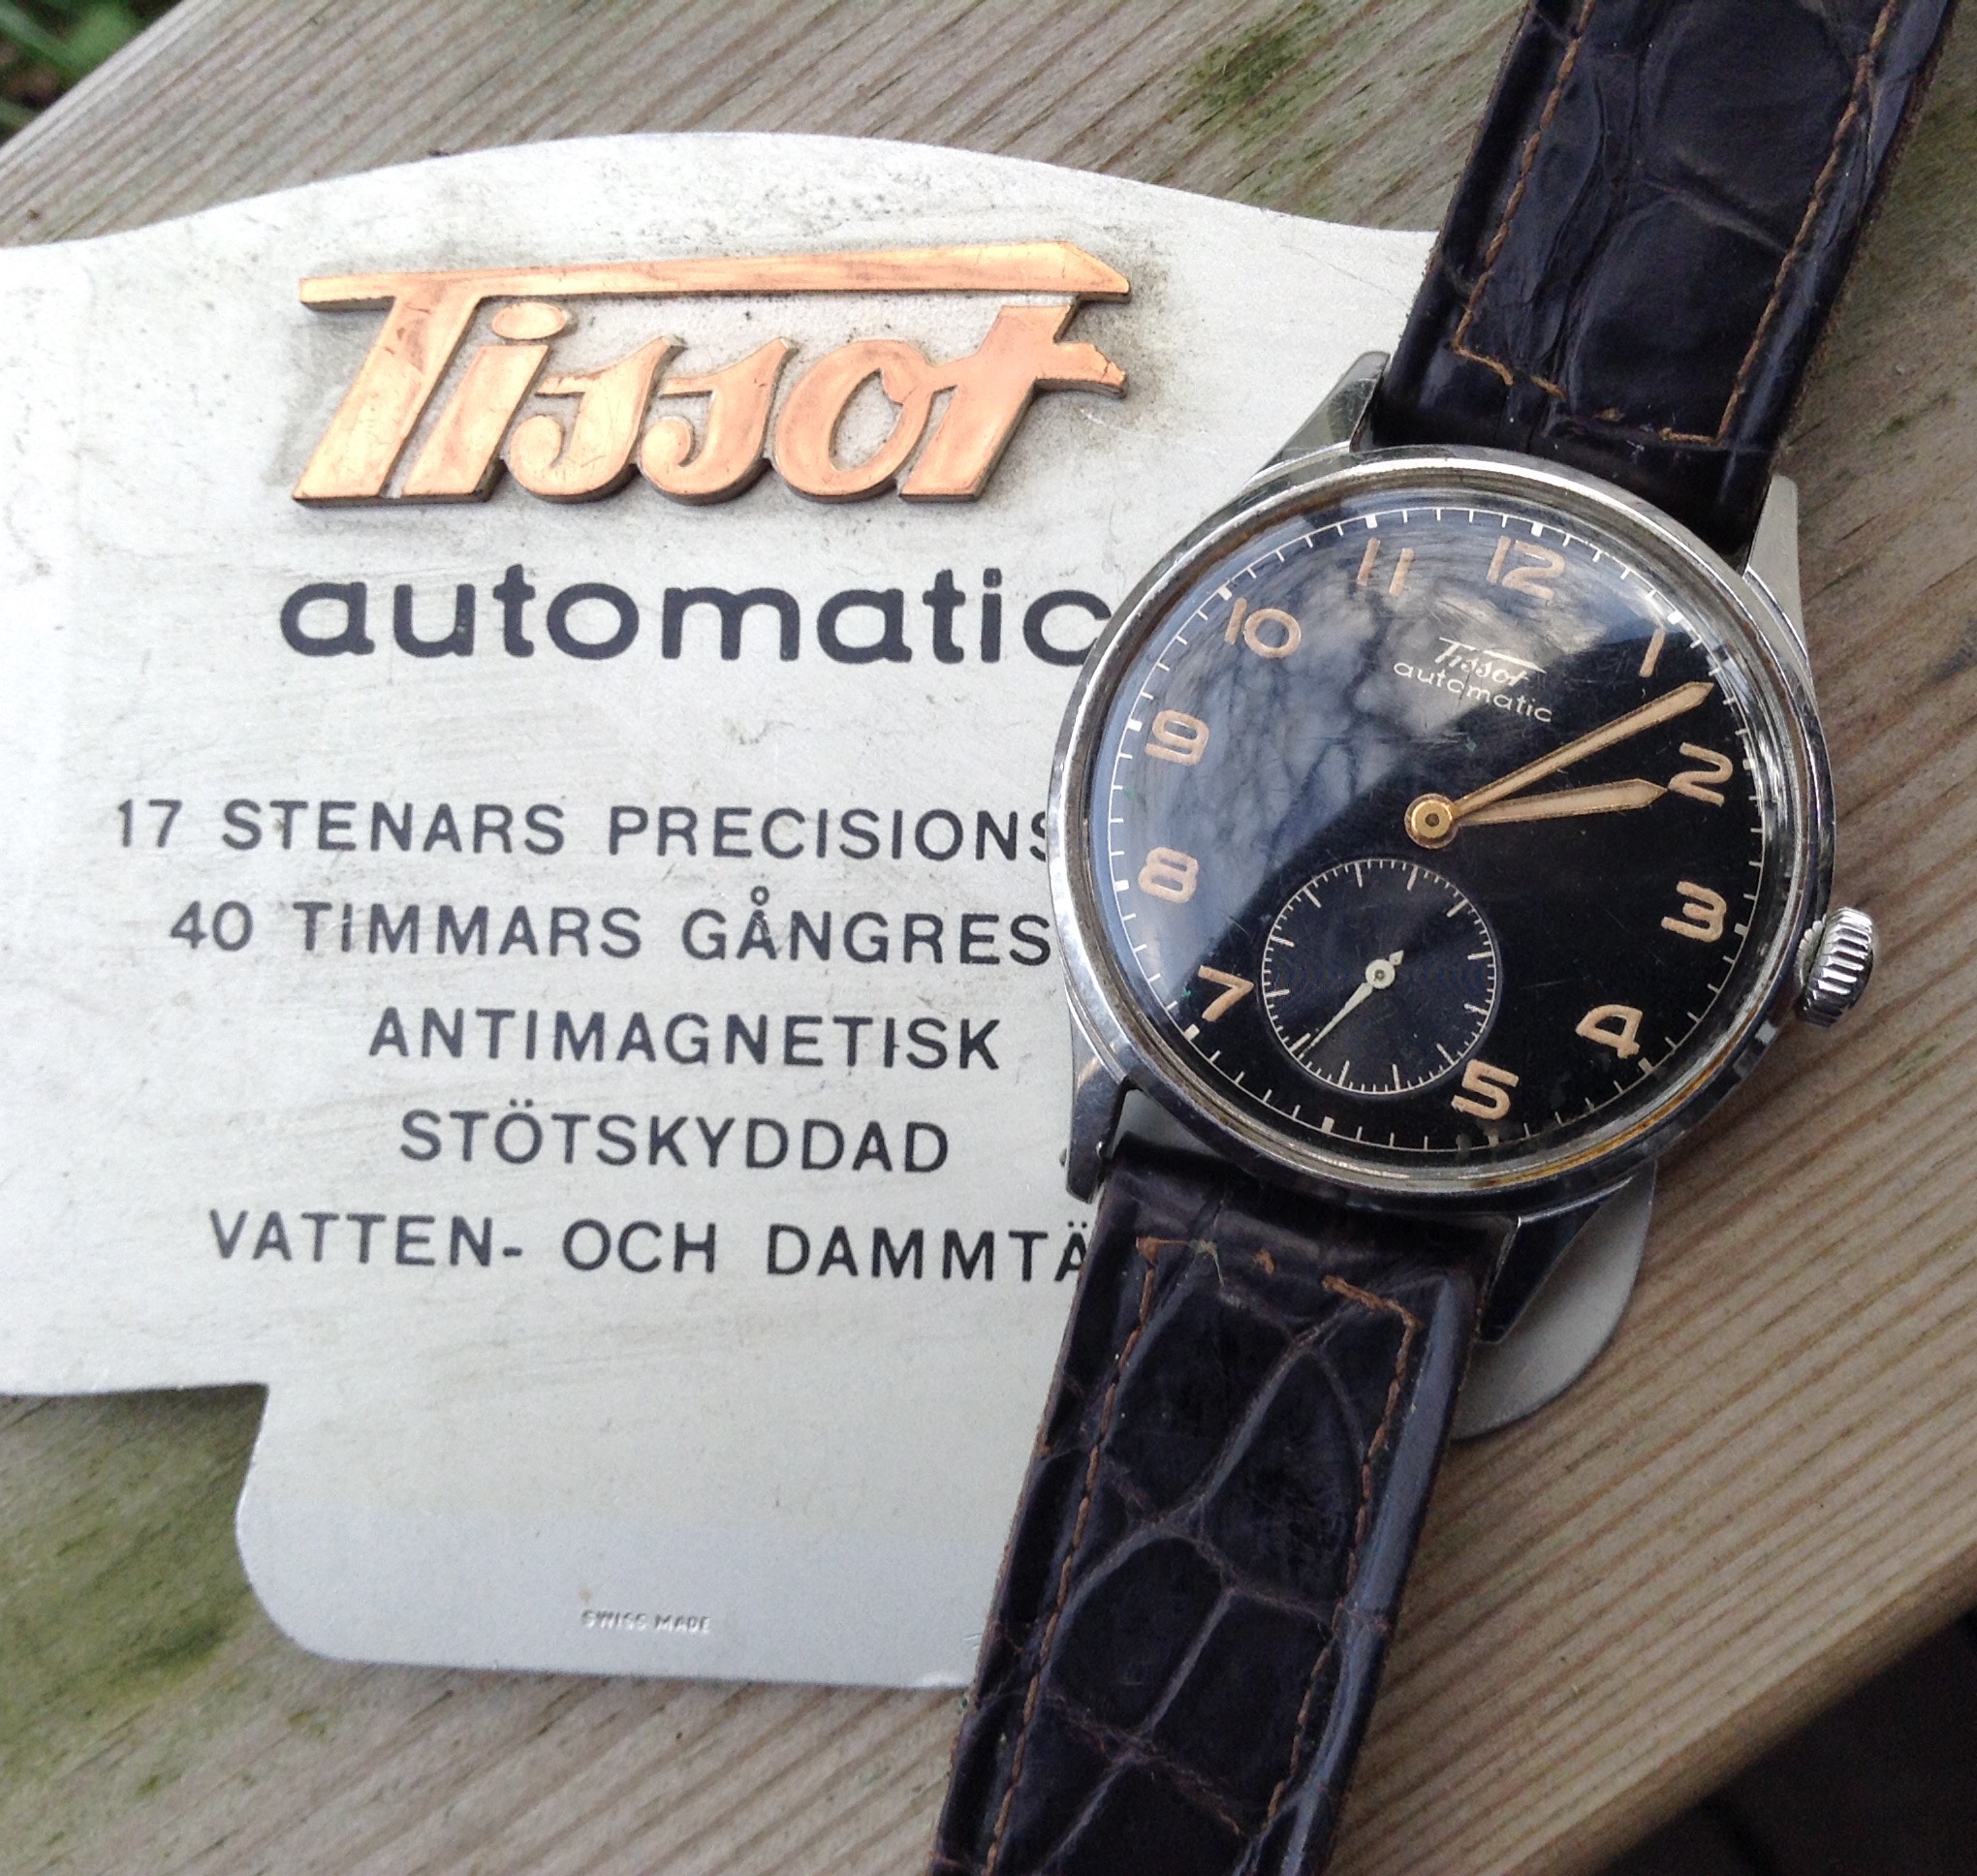 Tissot
automatic
17 STENARS PRECISIONS
40 TIMMARS GÅNGRES
ANTIMAGNETISK
STÖTSKYDDAD
VATTEN- OCH DAMMTÄ
SWISS MADE
12
11
1
10
Tissot
automatic
2
9
3
8
4
7
5